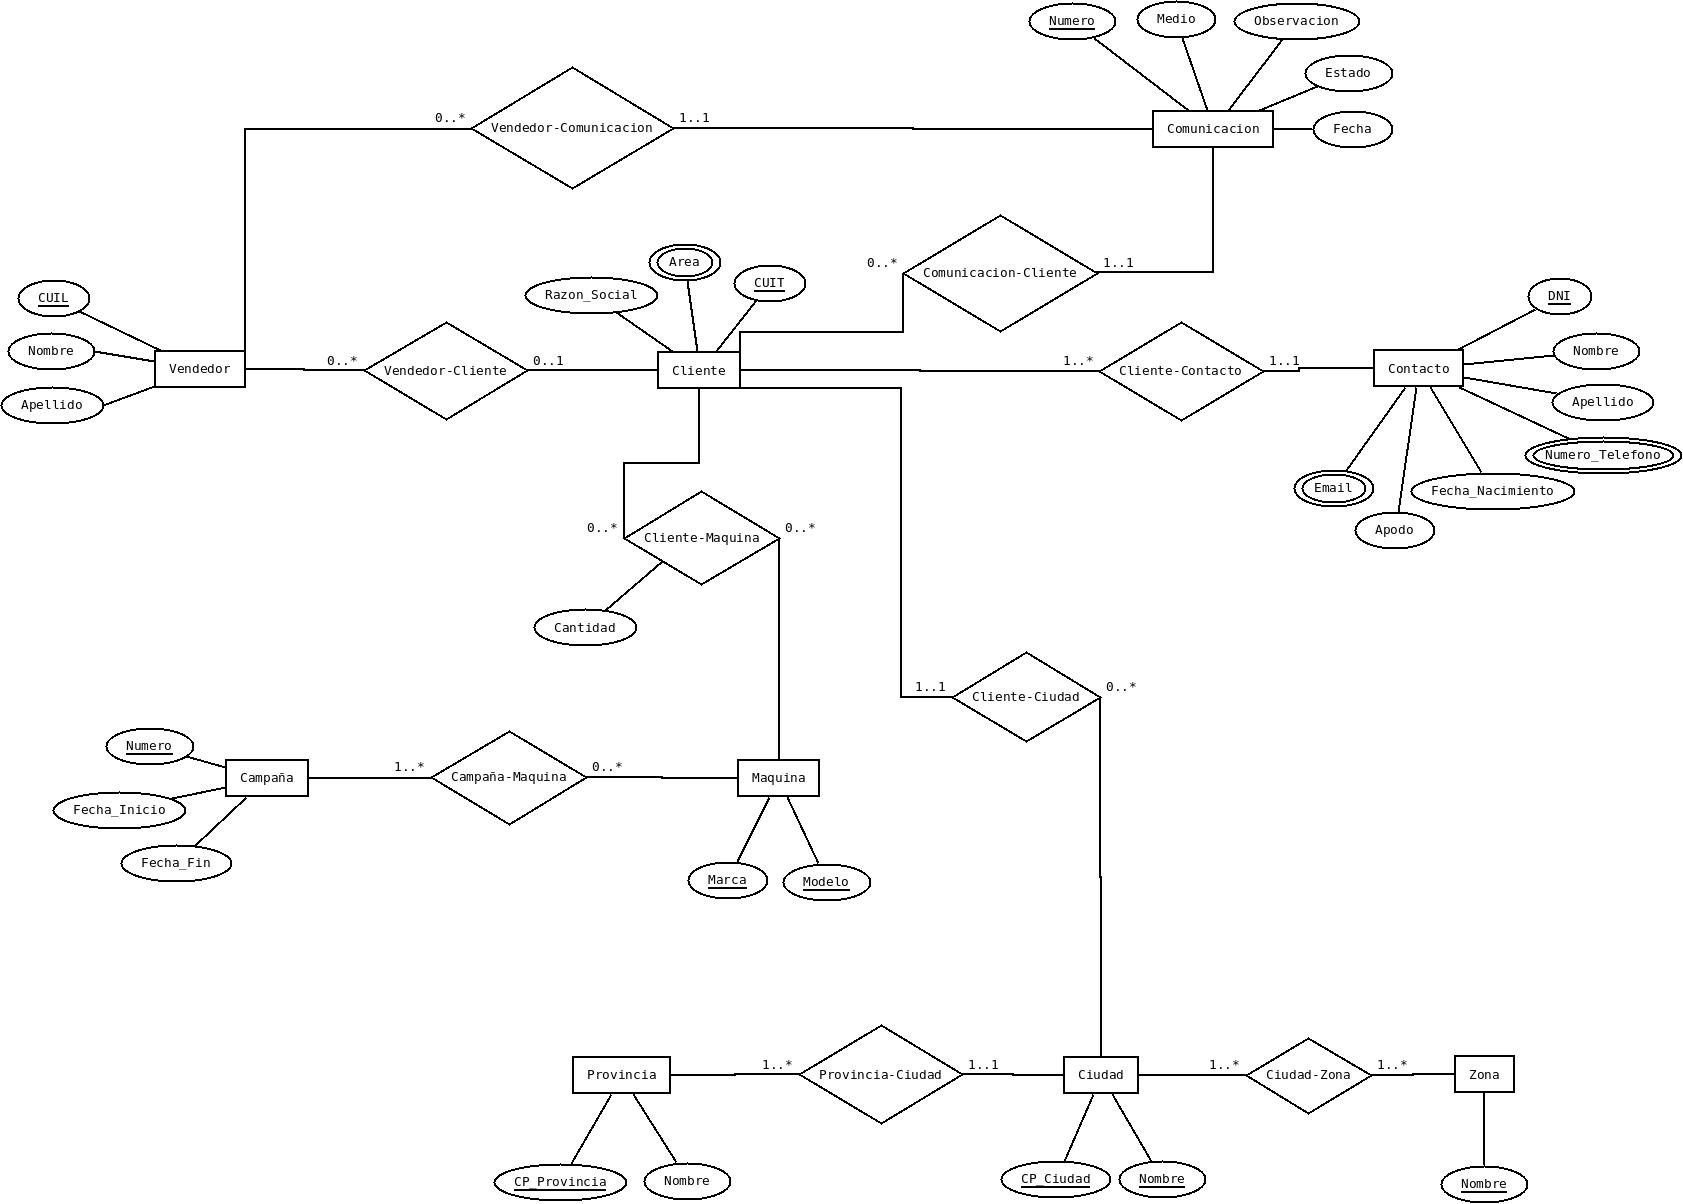 Numero
Medio
Observacion
Estado
0..*
Vendedor-Comunicacion
1..1
Comunicacion
Fecha
Area
0..*
Comunicacion-Cliente
1..1
CUIL
Razon_Social
CUIT
DNI
Nombre
Vendedor
0..*
Vendedor-Cliente
0..1
Cliente
1..*
Cliente-Contacto
1..1
Contacto
Nombre
Apellido
Apellido
Numero_Telefono
Email
Fecha_Nacimiento
Apodo
0..*
Cliente-Maquina
0..*
Cantidad
1..1
Cliente-Ciudad
0..*
Numero
Campaña
1..*
Campaña-Maquina
0..*
Maquina
Fecha_Inicio
Fecha_Fin
Marca
Modelo
Provincia
1..*
Provincia-Ciudad
1..1
Ciudad
1..*
Ciudad-Zona
1..*
Zona
CP_Provincia
Nombre
CP_Ciudad
Nombre
Nombre